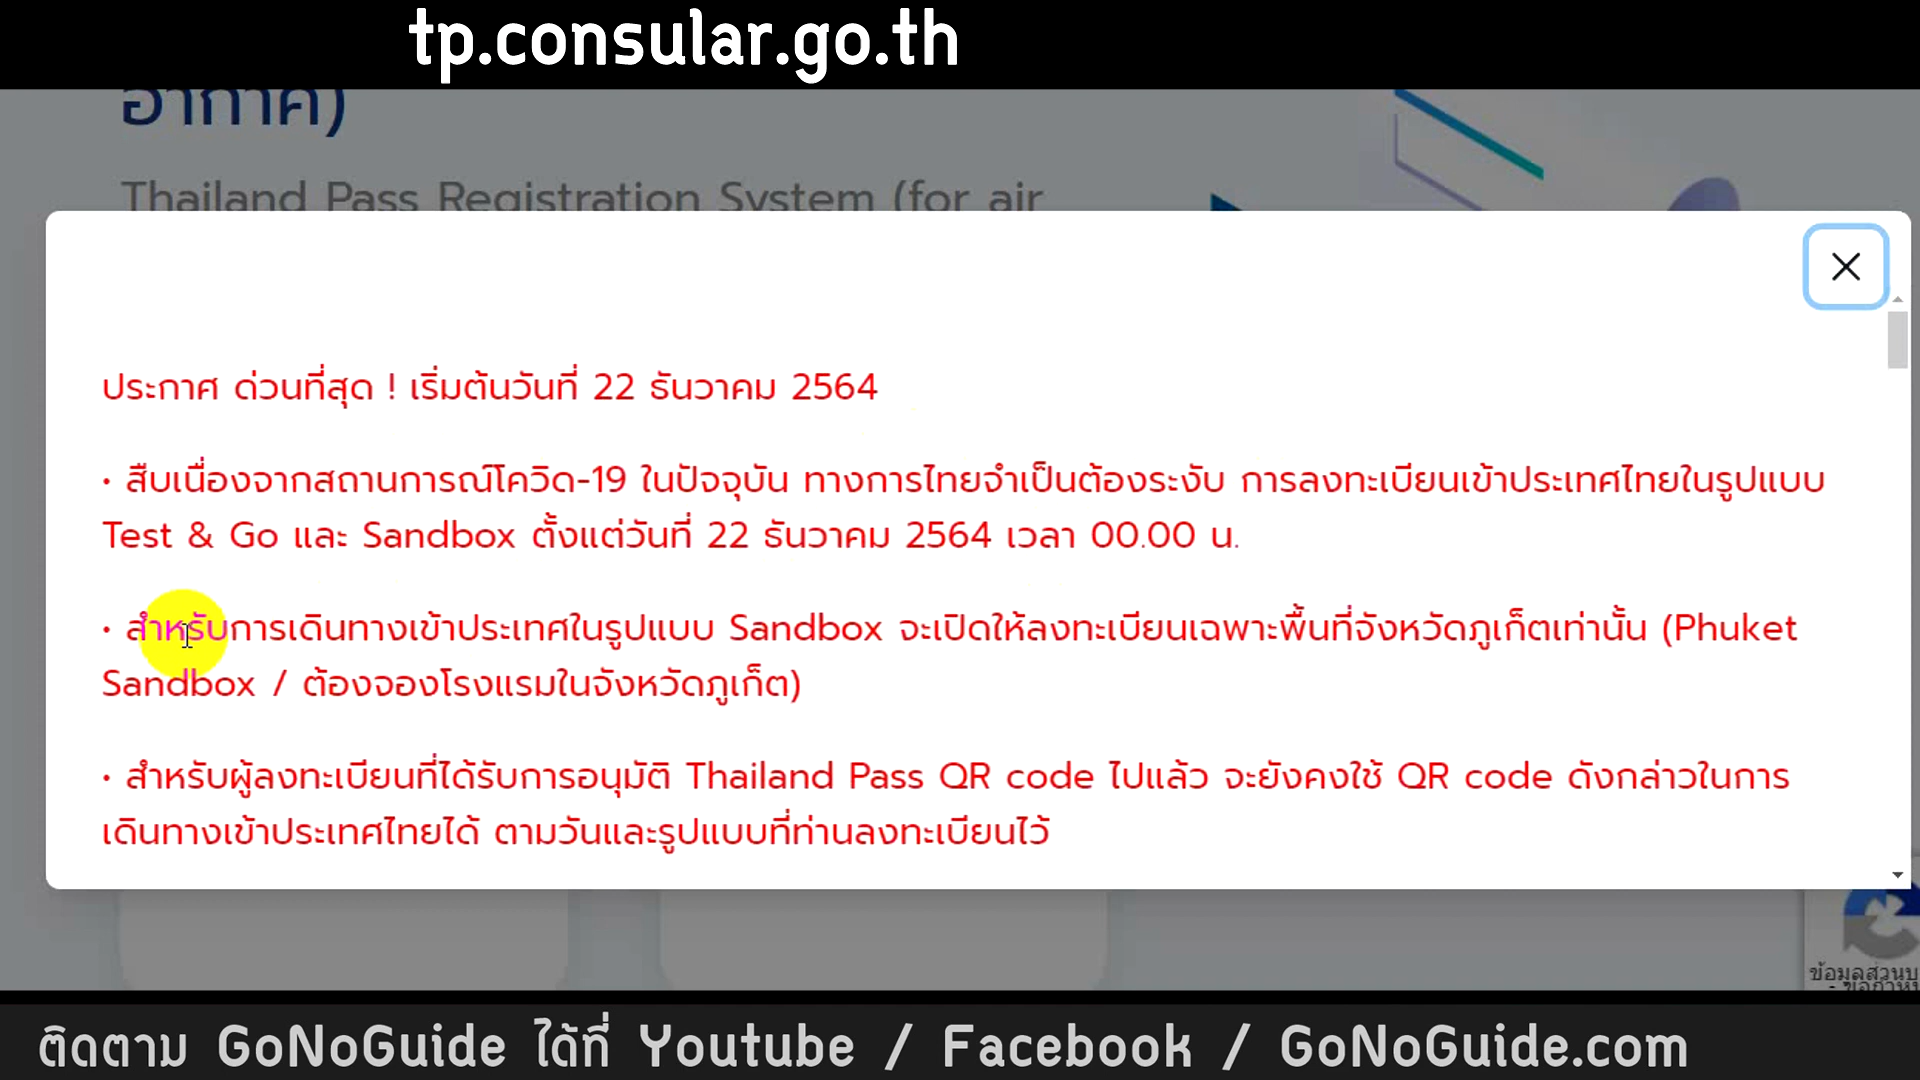 tp.consular.go.th
อากาศ)
Thailand Pass Registration System (for air
ประกาศ ด่วนที่สุด ! เริ่มต้นวันที่ 22 ธันวาคม 2564
• สืบเนื่องจากสถานการณ์โควิด-19 ในปัจจุบัน ทางการไทยจำเป็นต้องระงับ การลงทะเบียนเข้าประเทศไทยในรูปแบบ
Test & Go และ Sandbox ตั้งแต่วันที่ 22 ธันวาคม 2564 เวลา 00.00 น.
• สำหรับการเดินทางเข้าประเทศในรูปแบบ Sandbox จะเปิดให้ลงทะเบียนเฉพาะพื้นที่จังหวัดภูเก็ตเท่านั้น (Phuket
Sandbox / ต้องจองโรงแรมในจังหวัดภูเก็ต)
• สำหรับผู้ลงทะเบียนที่ได้รับการอนุมัติ Thailand Pass QR code ไปแล้ว จะยังคงใช้ QR code ดังกล่าวในการ
เดินทางเข้าประเทศไทยได้ ตามวันและรูปแบบที่ท่านลงทะเบียนไว้
ข้อมูลส่วนบ
ติดตาม GoNoGuide ได้ที่ Youtube / Facebook / GoNoGuide.com